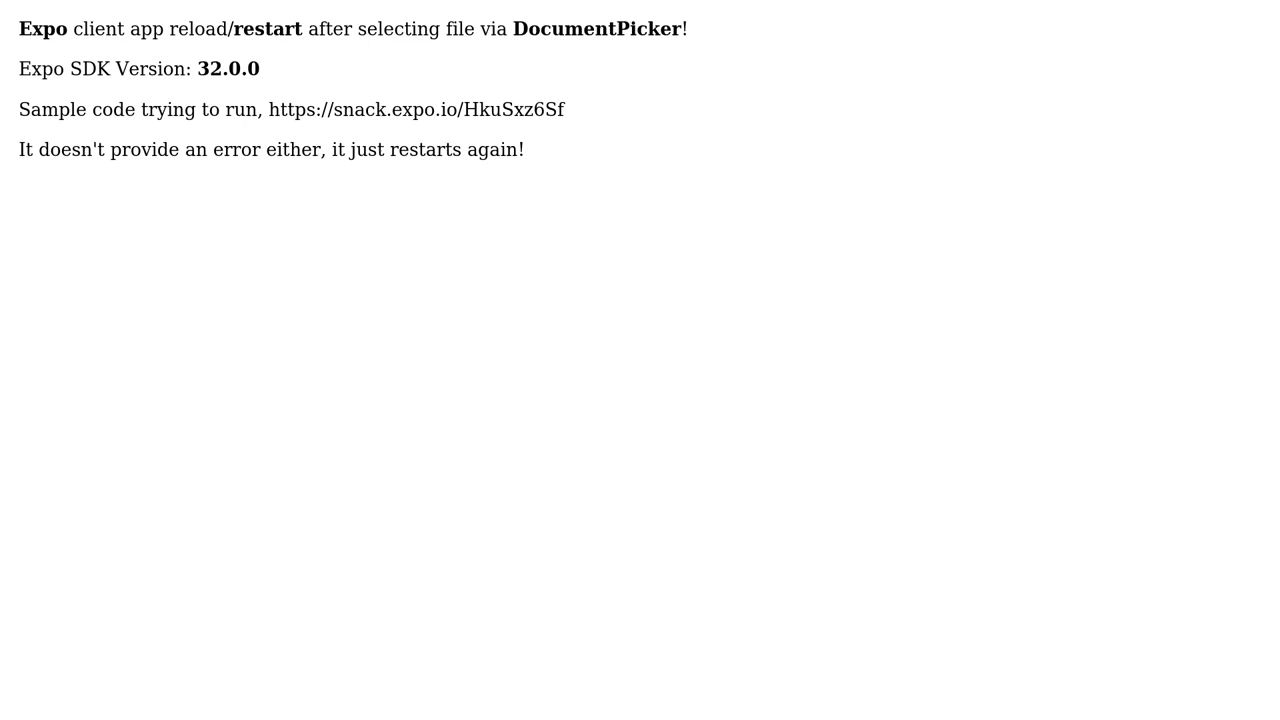 Expo client app reload/restart after selecting file via DocumentPicker!
Expo SDK Version: 32.0.0
Sample code trying to run, https://snack.expo.io/HkuSxz6Sf
It doesn't provide an error either, it just restarts again!